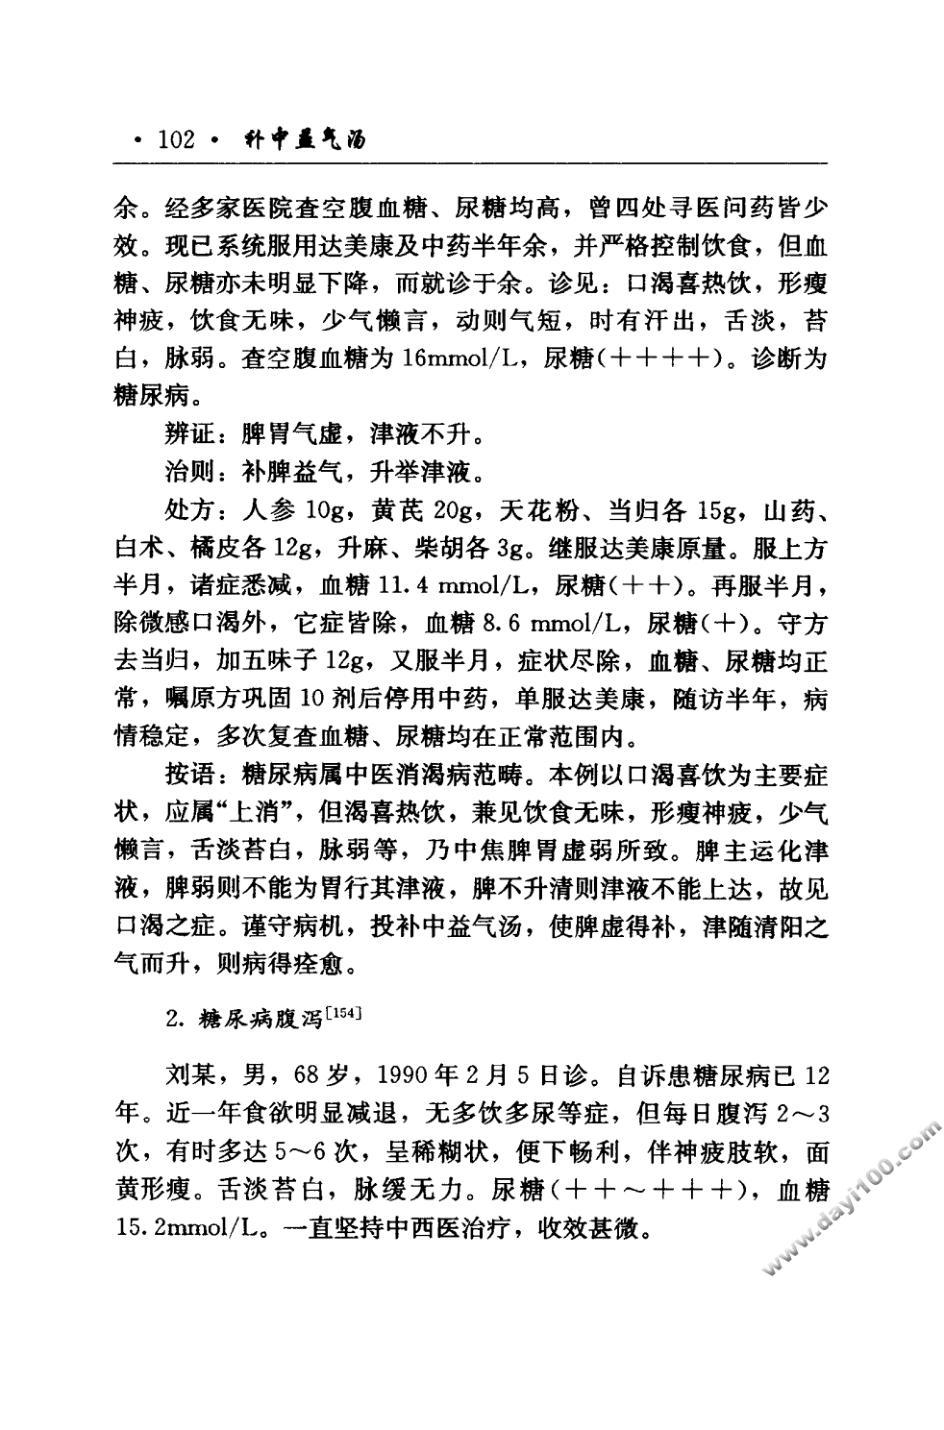 · 102 · 补中益气汤
余。经多家医院查空腹血糖、尿糖均高，曾四处寻医问药皆少
效。现已系统服用达美康及中药半年余，并严格控制饮食，但血
糖、尿糖亦未明显下降，而就诊于余。诊见：口渴喜热饮，形瘦
神疲，饮食无味，少气懒言，动则气短，时有汗出，舌淡，苔
白，脉弱。查空腹血糖为 16mmol/L，尿糖(＋＋＋＋)。诊断为
糖尿病。
辨证：脾胃气虚，津液不升。
治则：补脾益气，升举津液。
处方：人参 10g，黄芪 20g，天花粉、当归各 15g，山药、
白术、橘皮各 12g，升麻、柴胡各 3g。继服达美康原量。服上方
半月，诸症悉减，血糖 11.4 mmol/L，尿糖(＋＋)。再服半月，
除微感口渴外，它症皆除，血糖 8.6 mmol/L，尿糖(＋)。守方
去当归，加五味子 12g，又服半月，症状尽除，血糖、尿糖均正
常，嘱原方巩固 10 剂后停用中药，单服达美康，随访半年，病
情稳定，多次复查血糖、尿糖均在正常范围内。
按语：糖尿病属中医消渴病范畴。本例以口渴喜饮为主要症
状，应属“上消”，但渴喜热饮，兼见饮食无味，形瘦神疲，少气
懒言，舌淡苔白，脉弱等，乃中焦脾胃虚弱所致。脾主运化津
液，脾弱则不能为胃行其津液，脾不升清则津液不能上达，故见
口渴之症。谨守病机，投补中益气汤，使脾虚得补，津随清阳之
气而升，则病得痊愈。
2. 糖尿病腹泻[154]
刘某，男，68 岁，1990 年 2 月 5 日诊。自诉患糖尿病已 12
年。近一年食欲明显减退，无多饮多尿等症，但每日腹泻 2～3
次，有时多达 5～6 次，呈稀糊状，便下畅利，伴神疲肢软，面
黄形瘦。舌淡苔白，脉缓无力。尿糖(＋＋～＋＋＋)，血糖
15.2mmol/L。一直坚持中西医治疗，收效甚微。
www.dayi100.com